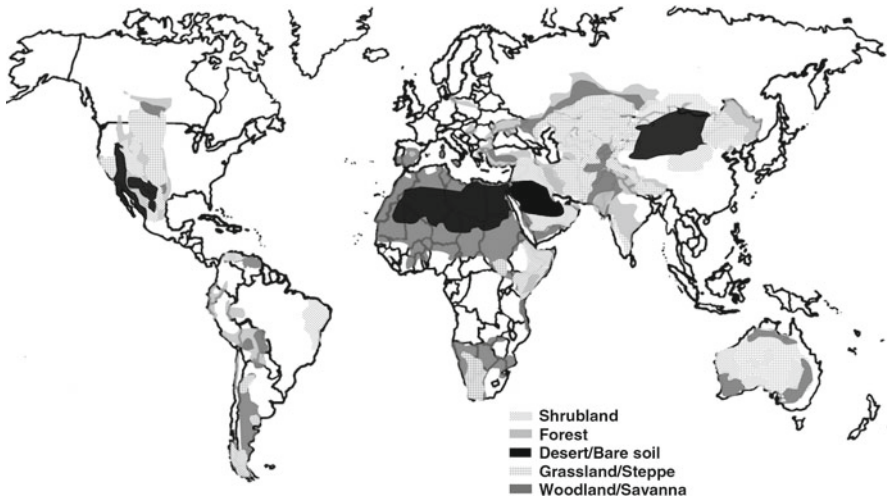 Shrubland
Forest
Desert/Bare soil
Grassland/Steppe
Woodland/Savanna